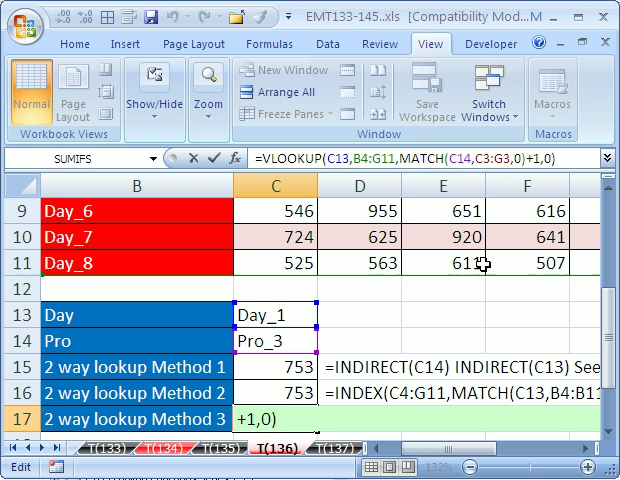 EMT133-145..xls [Compatibility Mod... M
Home Insert Page Layout Formulas Data Review View Developer
Normal Page Layout Show/Hide Zoom New Window Arrange All Freeze Panes Save Workspace Switch Windows Macros
Workbook Views Window Macros
SUMIFS fx =VLOOKUP(C13,B4:G11,MATCH(C14,C3:G3,0)+1,0)
B C D E F
9 Day_6 546 955 651 616
10 Day_7 724 625 920 641
11 Day_8 525 563 611 507
12
13 Day Day_1
14 Pro Pro_3
15 2 way lookup Method 1 753 =INDIRECT(C14) INDIRECT(C13) See
16 2 way lookup Method 2 753 =INDEX(C4:G11,MATCH(C13,B4:B11
17 2 way lookup Method 3 +1,0)
T(133) T(134) T(135) T(136) T(137)
Edit 132%